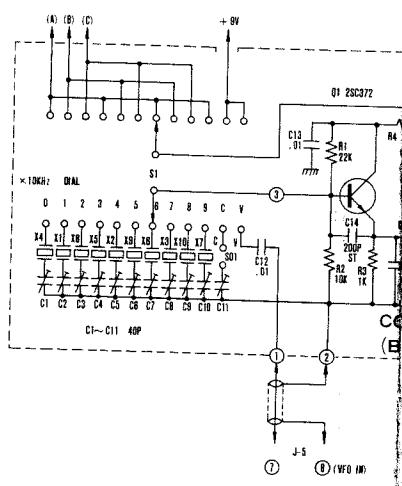 (A) (B) (C) + 9V
Q1 2SC372
C13
.01
R1
22K
R4
S1
×10KHz DIAL
3
0 1 2 3 4 5 6 7 8 9 C V
C14
200P
ST
X4 X1 X8 X5 X2 X9 X6 X3 X10 X7
C
SO1
V
C12
.01
R2
10K
R3
1K
C1 C2 C3 C4 C5 C6 C7 C8 C9 C10 C11
C1~C11 40P
1
2
J-5
7
8 (VFO IN)